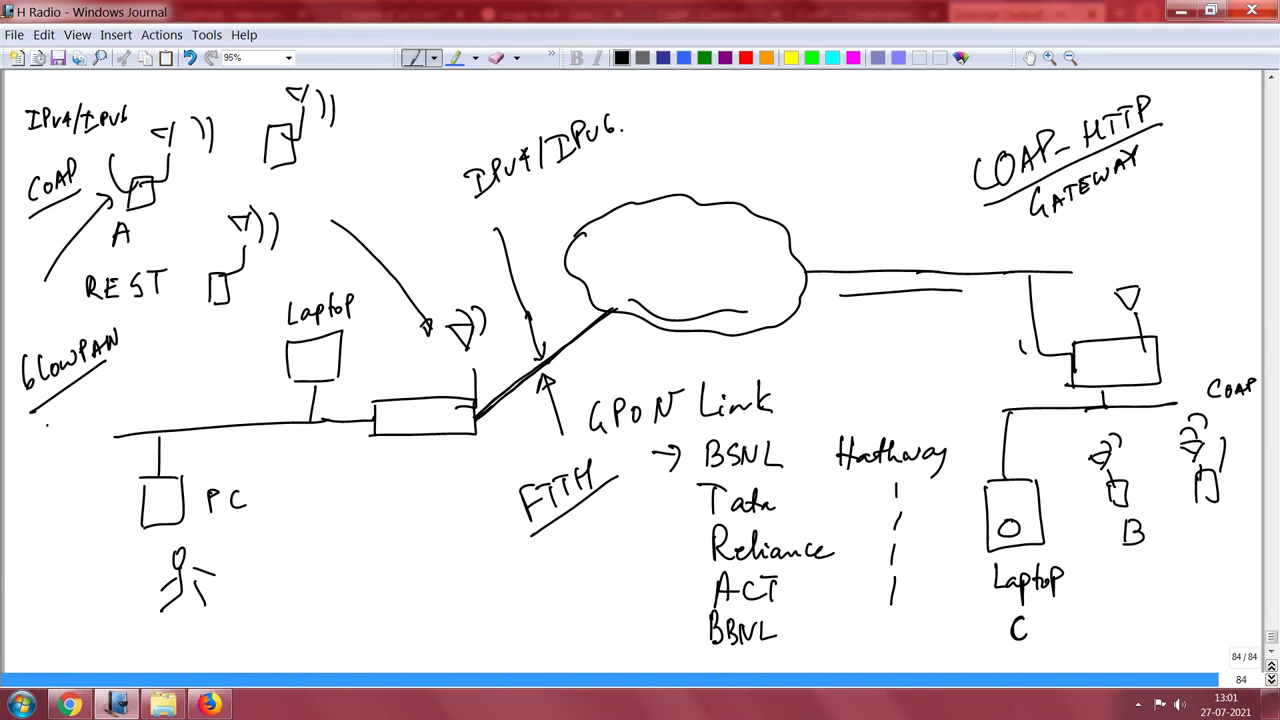 H Radio - Windows Journal
File Edit View Insert Actions Tools Help
95%
IPv4/IPv6
COAP
A
REST
6LOWPAN
Laptop
PC
IPv4/IPv6.
COAP-HTTP
GATEWAY
GPON Link
FTTH
→ BSNL Hathway
Tata
Reliance
ACT
BBNL
COAP
B
Laptop
C
84 / 84
84
13:01
27-07-2021